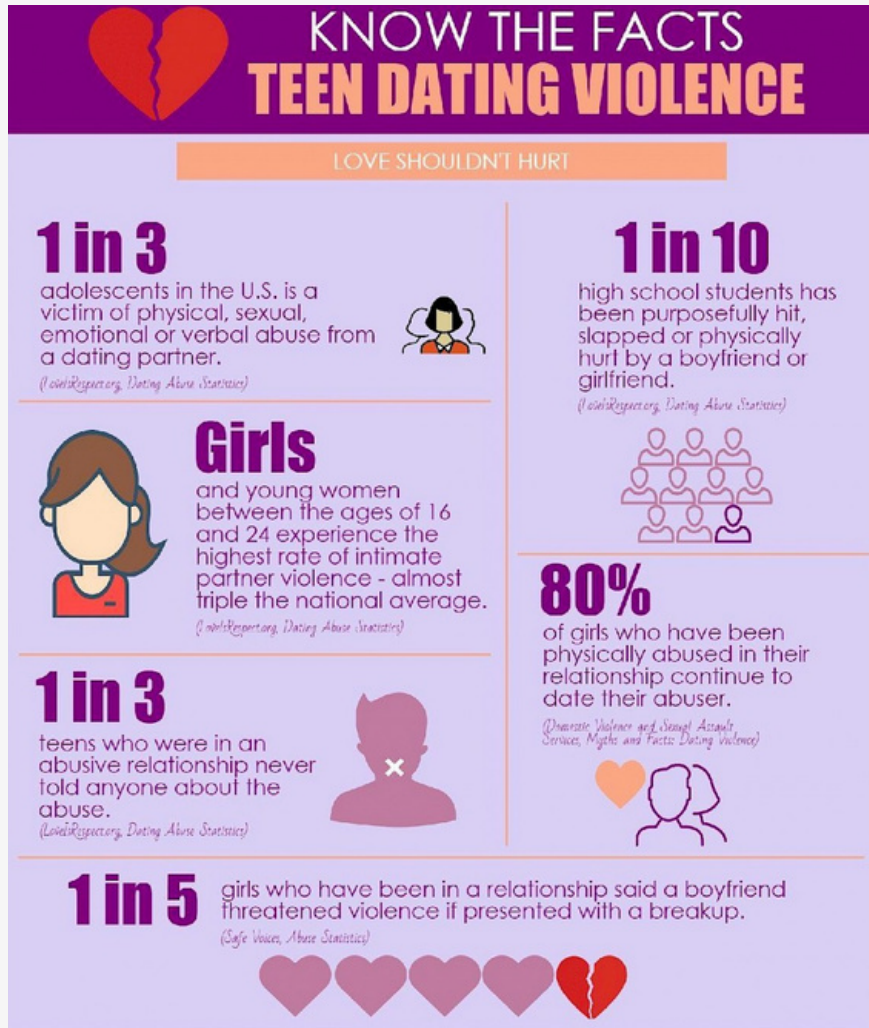 KNOW THE FACTS
TEEN DATING VIOLENCE
LOVE SHOULDN'T HURT
1 in 3
adolescents in the U.S. is a
victim of physical, sexual,
emotional or verbal abuse from
a dating partner.
(LoveIsRespect.org, Dating Abuse Statistics)
Girls
and young women
between the ages of 16
and 24 experience the
highest rate of intimate
partner violence - almost
triple the national average.
(LoveIsRespect.org, Dating Abuse Statistics)
1 in 3
teens who were in an
abusive relationship never
told anyone about the
abuse.
(LoveIsRespect.org, Dating Abuse Statistics)
1 in 10
high school students has
been purposefully hit,
slapped or physically
hurt by a boyfriend or
girlfriend.
(LoveIsRespect.org, Dating Abuse Statistics)
80%
of girls who have been
physically abused in their
relationship continue to
date their abuser.
(Domestic Violence and Sexual Assault
Services, Myths and Facts: Dating Violence)
1 in 5
girls who have been in a relationship said a boyfriend
threatened violence if presented with a breakup.
(Safe Voices, Abuse Statistics)